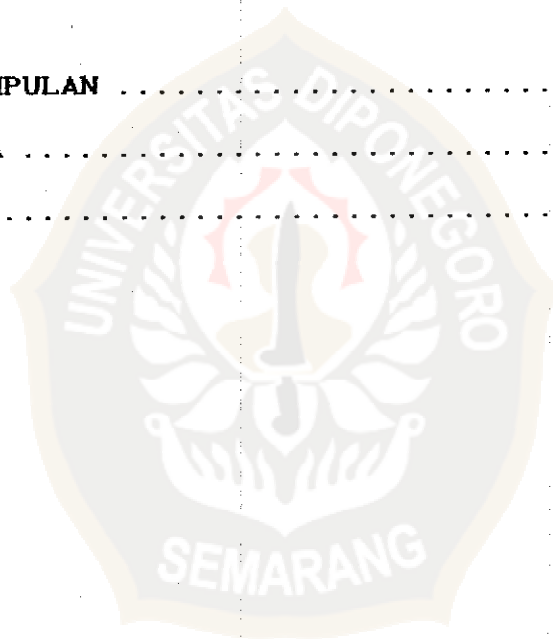 IPULAN . . . . . . . . . . . . . . . . . . . . . . . . . . . .
. . . . . . . . . . . . . . . . . . . . . . . . . . . . . . . . . .
. . . . . . . . . . . . . . . . . . . . . . . . . . . . . . . . . .
UNIVERSITAS DIPONEGORO
SEMARANG